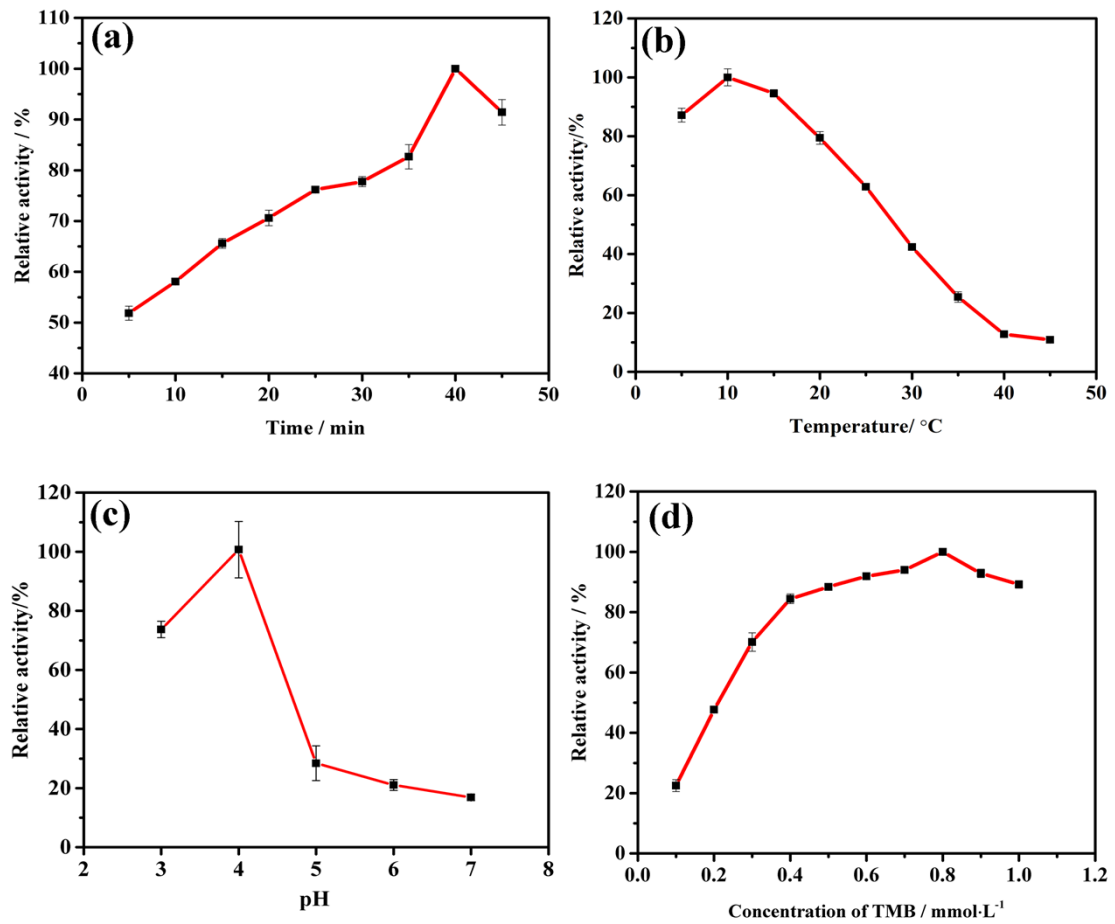 (a)
110
100
90
80
70
60
50
40
0 10 20 30 40 50
Relative activity / %
Time / min
(b)
120
100
80
60
40
20
0
0 10 20 30 40 50
Relative activity/%
Temperature/ °C
(c)
120
100
80
60
40
20
0
2 3 4 5 6 7 8
Relative activity/%
pH
(d)
120
100
80
60
40
20
0
0.0 0.2 0.4 0.6 0.8 1.0 1.2
Relative activity / %
Concentration of TMB / mmol·L⁻¹